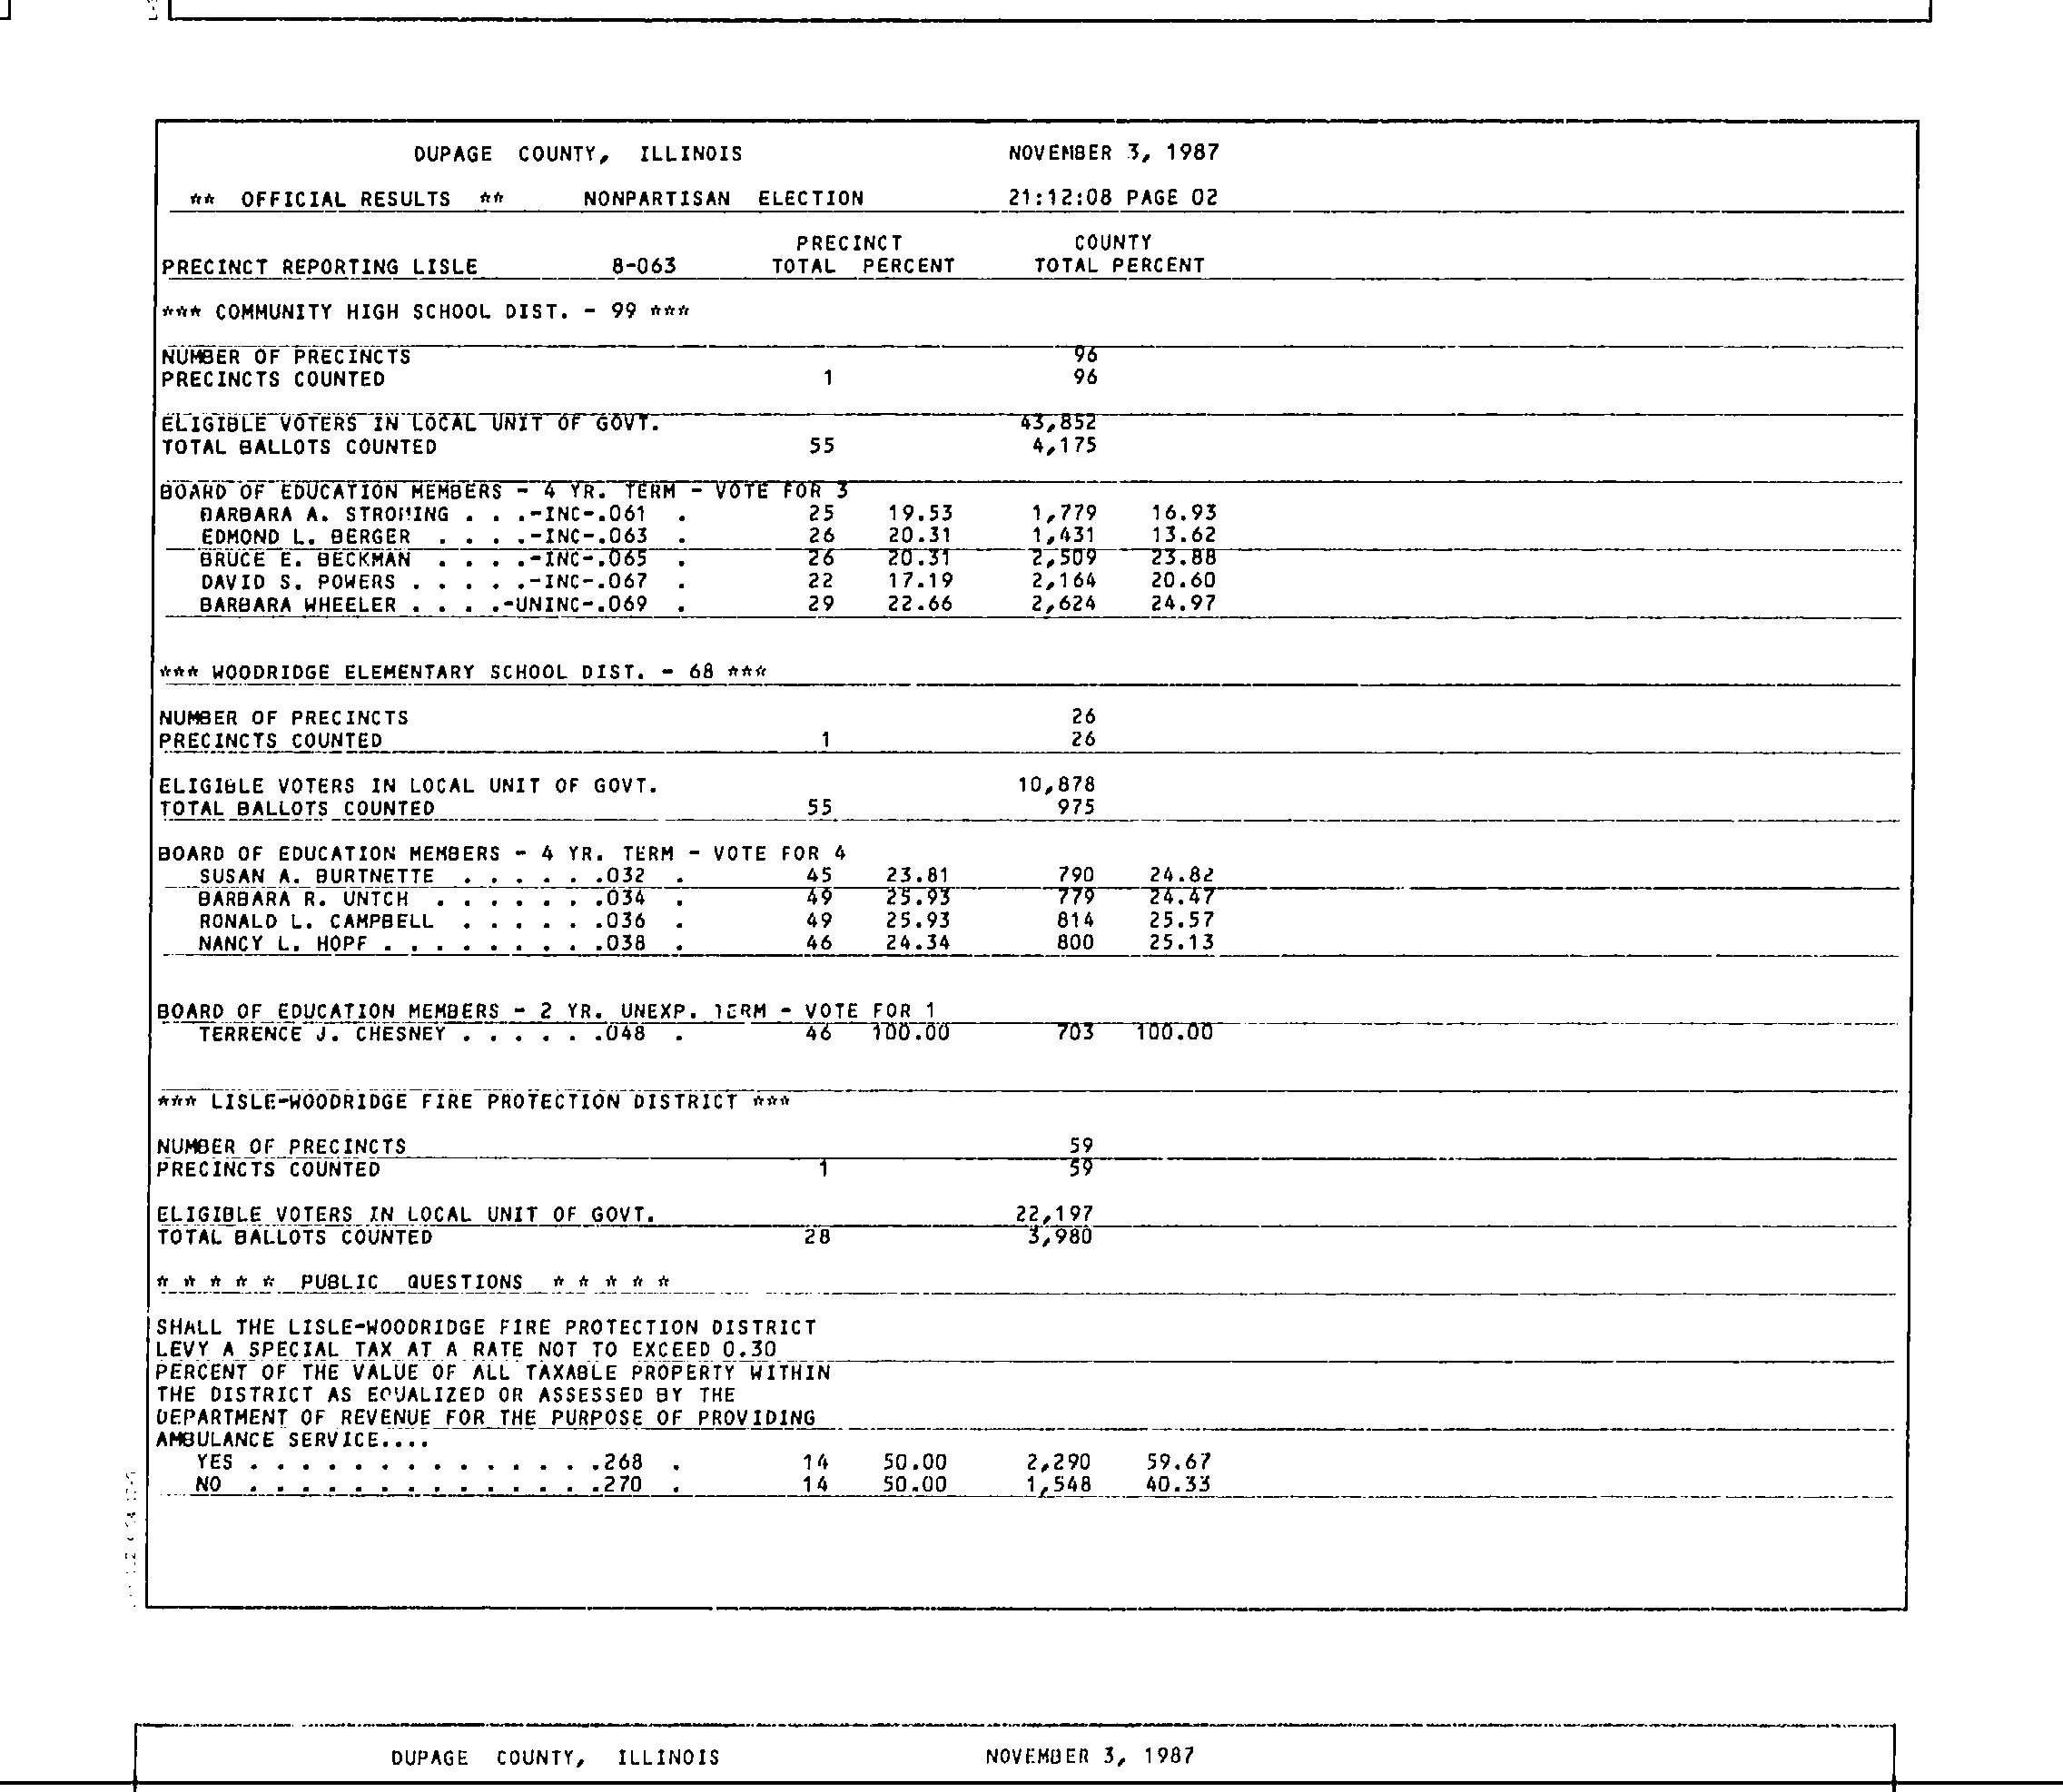 DUPAGE COUNTY, ILLINOIS NOVEMBER 3, 1987
** OFFICIAL RESULTS ** NONPARTISAN ELECTION 21:12:08 PAGE 02
PRECINCT COUNTY
PRECINCT REPORTING LISLE 8-063 TOTAL PERCENT TOTAL PERCENT
*** COMMUNITY HIGH SCHOOL DIST. - 99 ***
NUMBER OF PRECINCTS 96
PRECINCTS COUNTED 1 96
ELIGIBLE VOTERS IN LOCAL UNIT OF GOVT. 43,852
TOTAL BALLOTS COUNTED 55 4,175
BOARD OF EDUCATION MEMBERS - 4 YR. TERM - VOTE FOR 3
BARBARA A. STROMING . . .-INC-.061 . 25 19.53 1,779 16.93
EDMOND L. BERGER . . . .-INC-.063 . 26 20.31 1,431 13.62
BRUCE E. BECKMAN . . . .-INC-.065 . 26 20.31 2,509 23.88
DAVID S. POWERS . . . . .-INC-.067 . 22 17.19 2,164 20.60
BARBARA WHEELER . . . .-UNINC-.069 . 29 22.66 2,624 24.97
*** WOODRIDGE ELEMENTARY SCHOOL DIST. - 68 ***
NUMBER OF PRECINCTS 26
PRECINCTS COUNTED 1 26
ELIGIBLE VOTERS IN LOCAL UNIT OF GOVT. 10,878
TOTAL BALLOTS COUNTED 55 975
BOARD OF EDUCATION MEMBERS - 4 YR. TERM - VOTE FOR 4
SUSAN A. BURTNETTE . . . . . .032 . 45 23.81 790 24.82
BARBARA R. UNTCH . . . . . . .034 . 49 25.93 779 24.47
RONALD L. CAMPBELL . . . . . .036 . 49 25.93 814 25.57
NANCY L. HOPF . . . . . . . . .038 . 46 24.34 800 25.13
BOARD OF EDUCATION MEMBERS - 2 YR. UNEXP. TERM - VOTE FOR 1
TERRENCE J. CHESNEY . . . . . .048 . 46 100.00 703 100.00
*** LISLE-WOODRIDGE FIRE PROTECTION DISTRICT ***
NUMBER OF PRECINCTS 59
PRECINCTS COUNTED 1 59
ELIGIBLE VOTERS IN LOCAL UNIT OF GOVT. 22,197
TOTAL BALLOTS COUNTED 28 3,980
* * * * * PUBLIC QUESTIONS * * * * *
SHALL THE LISLE-WOODRIDGE FIRE PROTECTION DISTRICT
LEVY A SPECIAL TAX AT A RATE NOT TO EXCEED 0.30
PERCENT OF THE VALUE OF ALL TAXABLE PROPERTY WITHIN
THE DISTRICT AS EQUALIZED OR ASSESSED BY THE
DEPARTMENT OF REVENUE FOR THE PURPOSE OF PROVIDING
AMBULANCE SERVICE....
YES . . . . . . . . . . . . . .268 . 14 50.00 2,290 59.67
NO . . . . . . . . . . . . . .270 . 14 50.00 1,548 40.33
DUPAGE COUNTY, ILLINOIS NOVEMBER 3, 1987